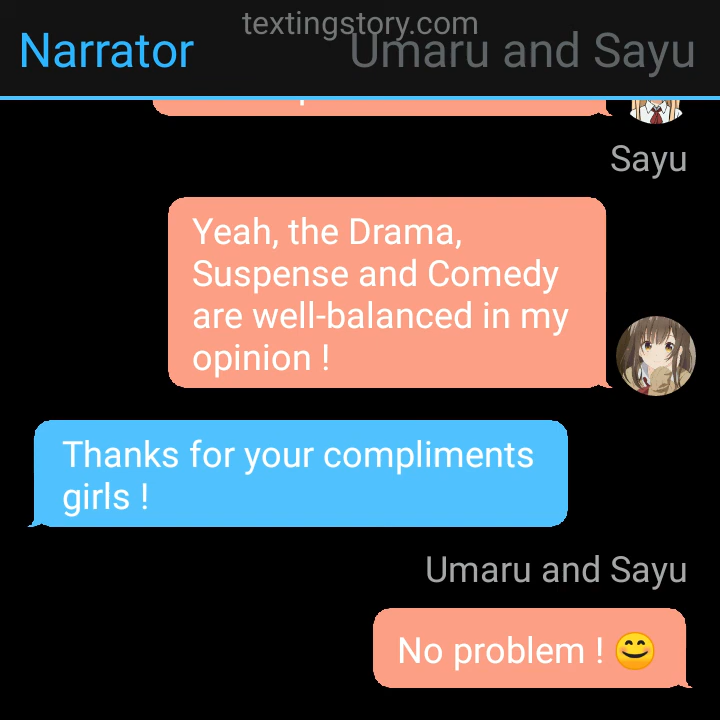 textingstory.com
Narrator
Umaru and Sayu
Sayu
Yeah, the Drama,
Suspense and Comedy
are well-balanced in my
opinion !
Thanks for your compliments
girls !
Umaru and Sayu
No problem ! 😊